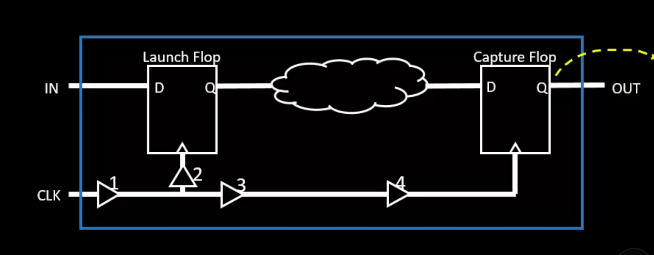 Launch Flop
Capture Flop
IN
D
Q
D
Q
OUT
2
1
3
4
CLK